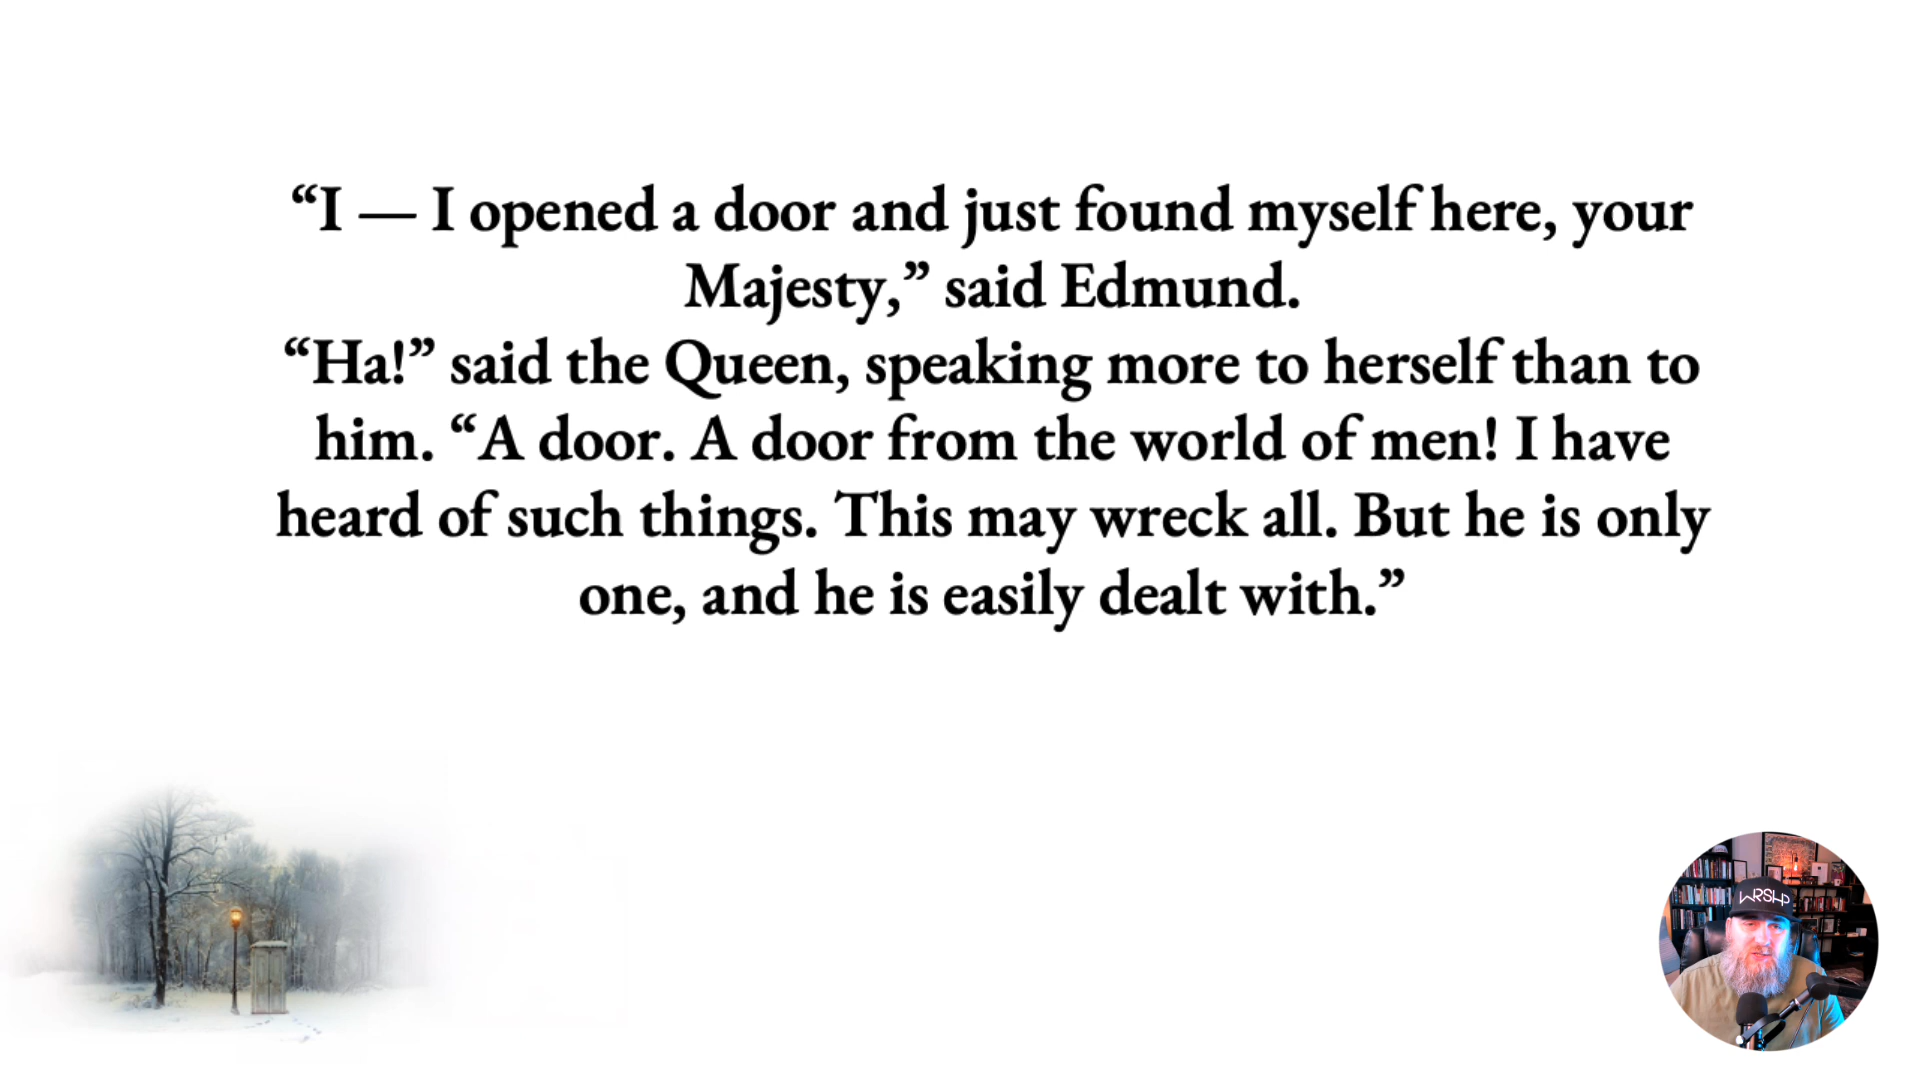 “I — I opened a door and just found myself here, your
Majesty,” said Edmund.
“Ha!” said the Queen, speaking more to herself than to
him. “A door. A door from the world of men! I have
heard of such things. This may wreck all. But he is only
one, and he is easily dealt with.”
WRSHP